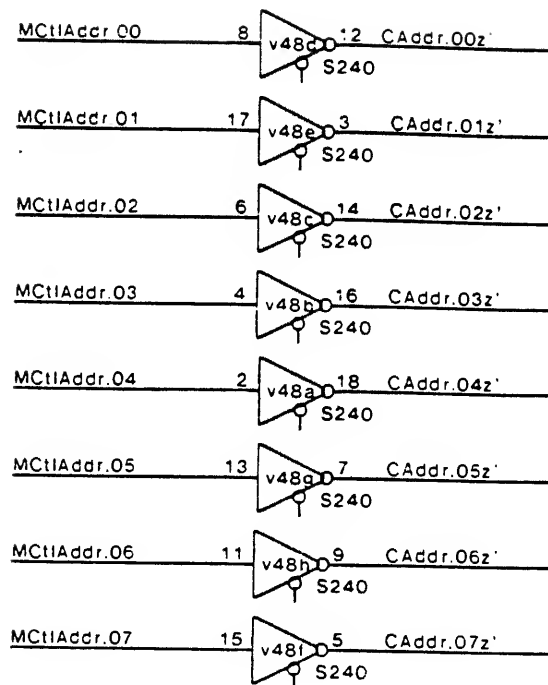 MCtlAddr.00 8 v48d 12 CAddr.00z'
S240
MCtlAddr.01 17 v48e 3 CAddr.01z'
S240
MCtlAddr.02 6 v48c 14 CAddr.02z'
S240
MCtlAddr.03 4 v48b 16 CAddr.03z'
S240
MCtlAddr.04 2 v48a 18 CAddr.04z'
S240
MCtlAddr.05 13 v48g 7 CAddr.05z'
S240
MCtlAddr.06 11 v48h 9 CAddr.06z'
S240
MCtlAddr.07 15 v48f 5 CAddr.07z'
S240